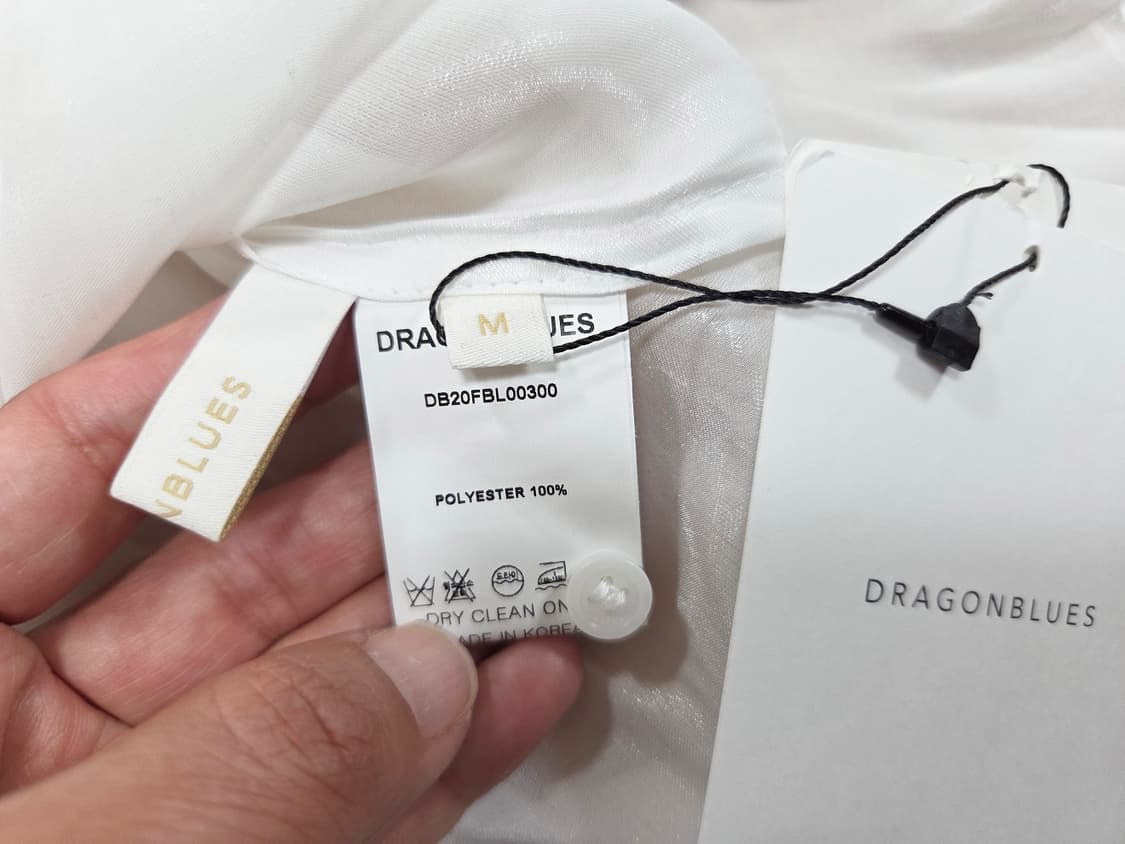 NBLUES
M
DRAG UES
DB20FBL00300
POLYESTER 100%
DRY CLEAN ON
ADE IN KOREA
DRAGONBLUES